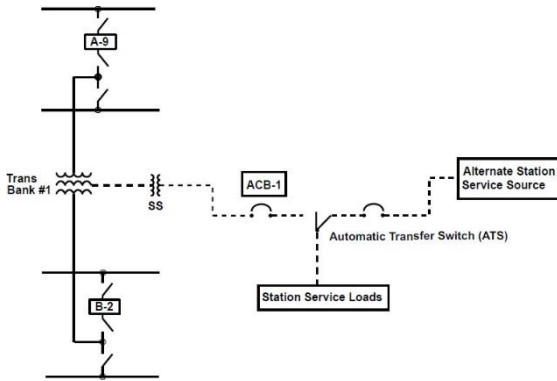 A-9
Trans
Bank #1
SS
ACB-1
Alternate Station
Service Source
Automatic Transfer Switch (ATS)
Station Service Loads
B-2